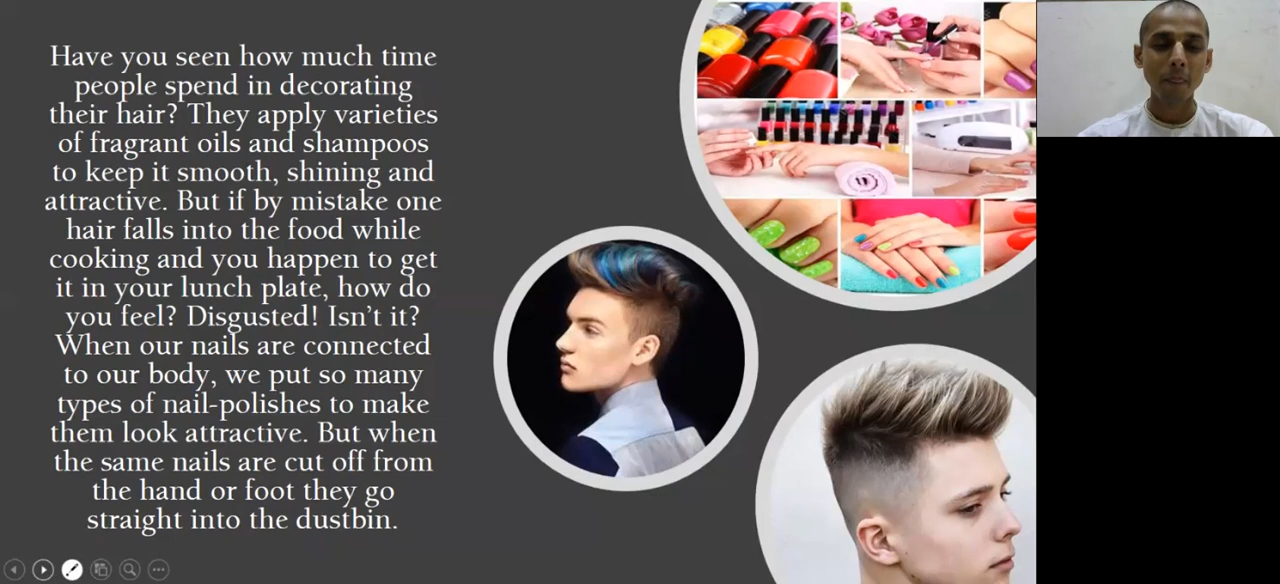 Have you seen how much time
people spend in decorating
their hair? They apply varieties
of fragrant oils and shampoos
to keep it smooth, shining and
attractive. But if by mistake one
hair falls into the food while
cooking and you happen to get
it in your lunch plate, how do
you feel? Disgusted! Isn’t it?
When our nails are connected
to our body, we put so many
types of nail-polishes to make
them look attractive. But when
the same nails are cut off from
the hand or foot they go
straight into the dustbin.